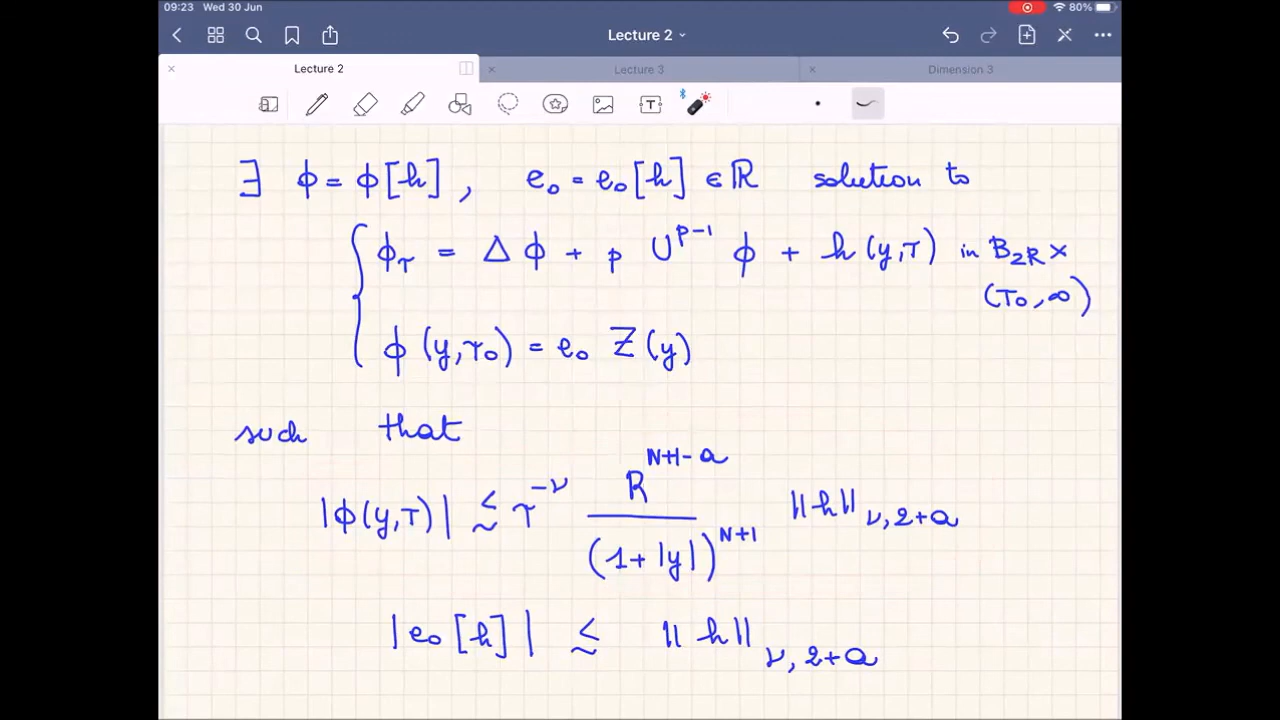 09:23 Wed 30 Jun 80%
Lecture 2
Lecture 2 Lecture 3 Dimension 3
∃ ϕ = ϕ[h], e₀ = e₀[h] ∈ ℝ solution to
ϕ_τ = Δϕ + p U^{p-1} ϕ + h(y,τ) in B_{2R} ×
(τ₀,∞)
ϕ(y,τ₀) = e₀ Z(y)
such that
|ϕ(y,τ)| ≲ τ^{-ν} R^{N+1-a} / (1+|y|)^{N+1} ||h||_{ν,2+a}
|e₀[h]| ≲ ||h||_{ν,2+a}